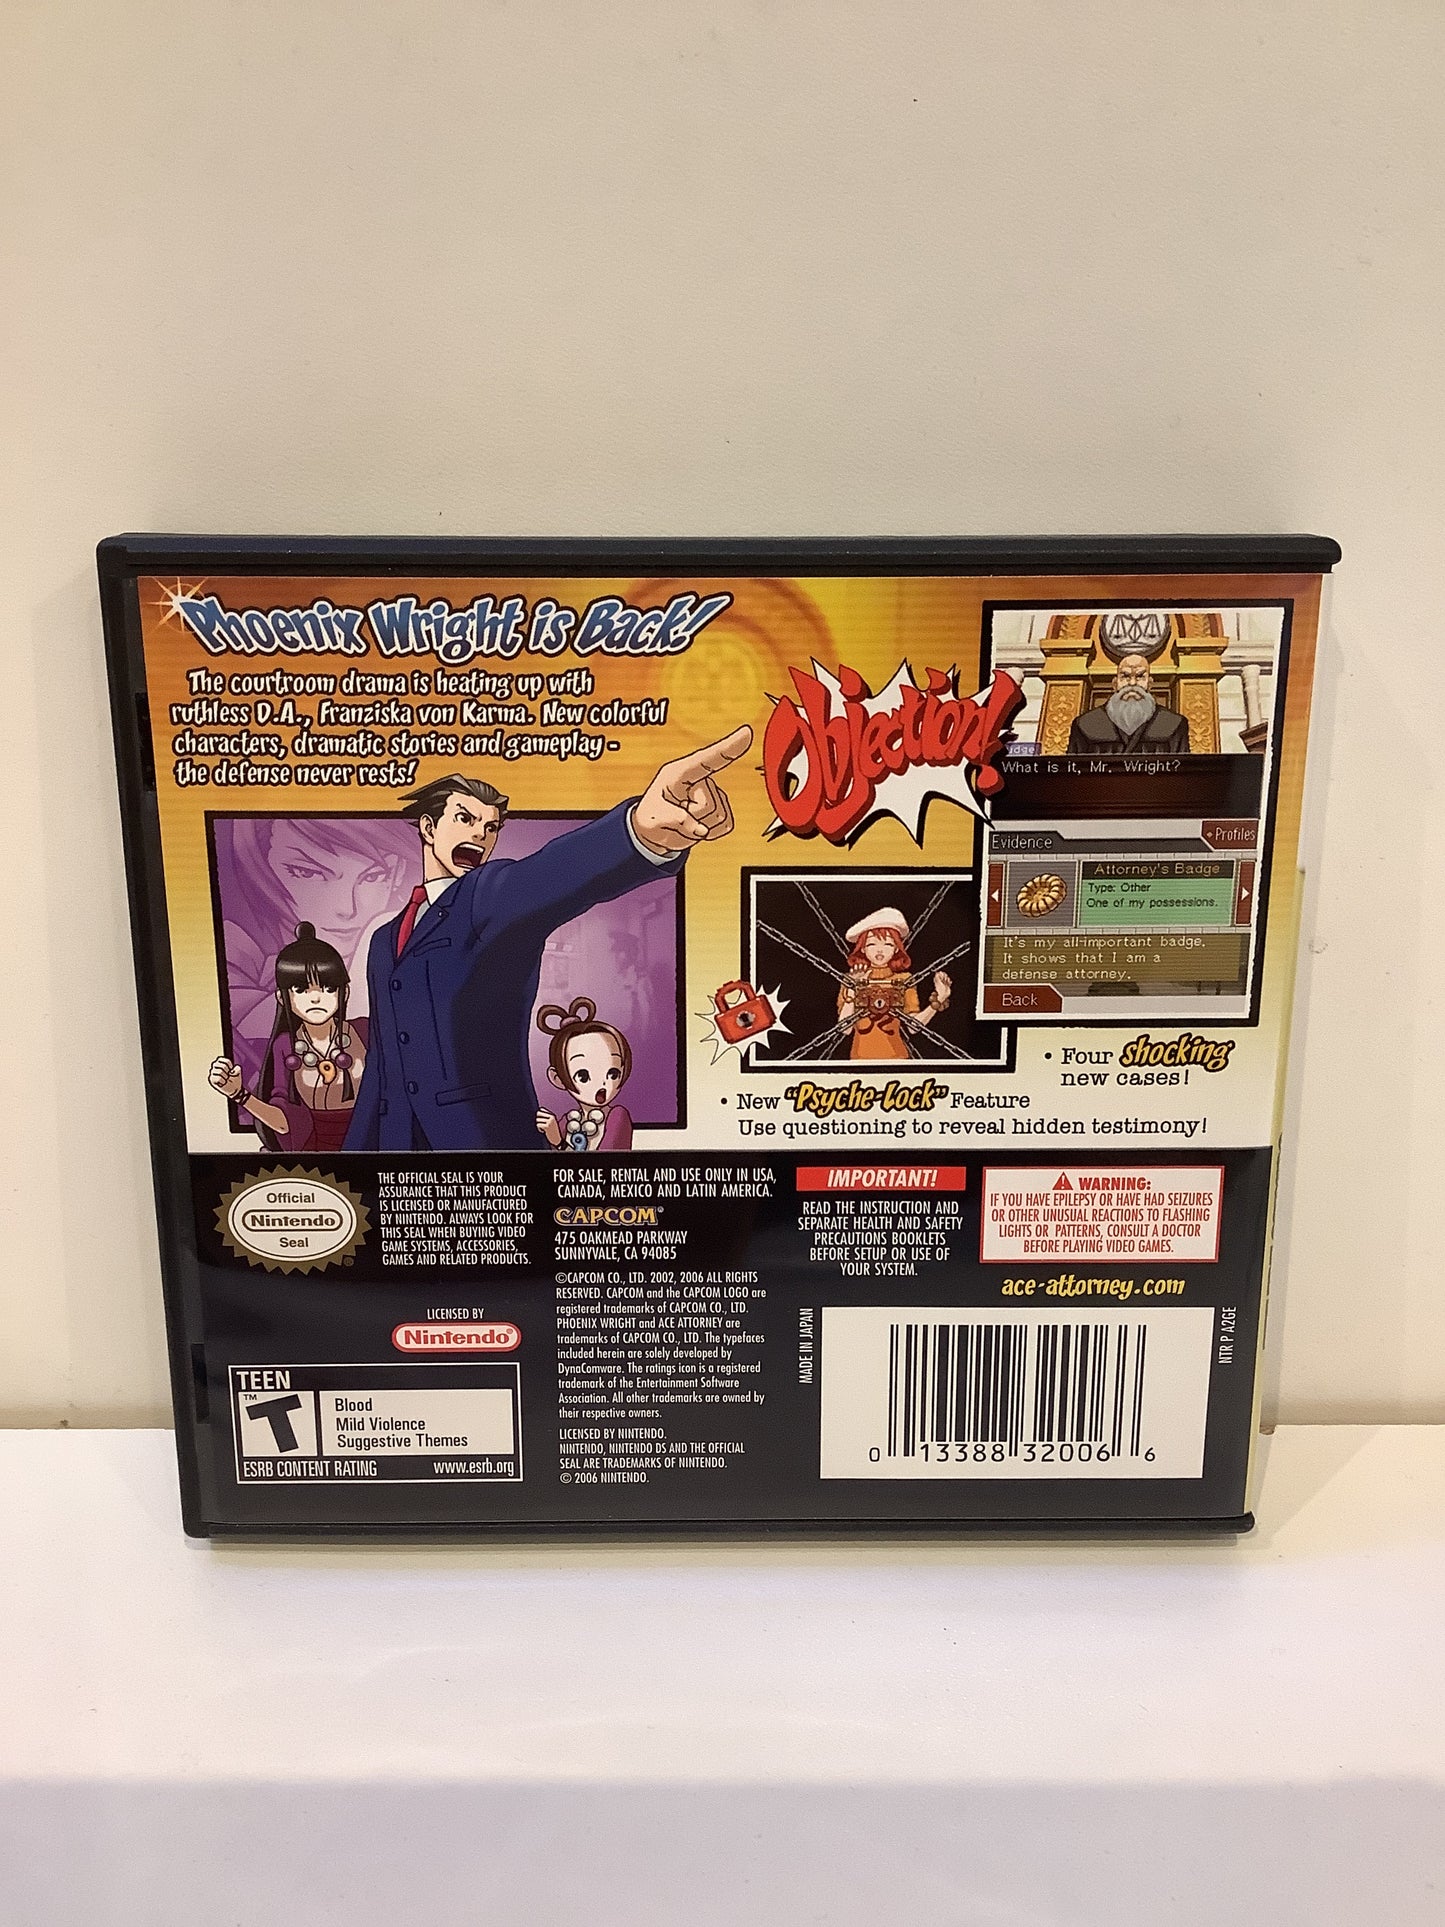 Phoenix Wright is Back!
The courtroom drama is heating up with
ruthless D.A., Franziska von Karma. New colorful
characters, dramatic stories and gameplay -
the defense never rests!
Objection!
What is it, Mr. Wright?
Evidence
Profiles
Attorney's Badge
Type: Other
One of my possessions.
It's my all-important badge.
It shows that I am a
defense attorney.
Back
• Four shocking
new cases!
• New "Psyche-Lock" Feature
Use questioning to reveal hidden testimony!
Official
Nintendo
Seal
THE OFFICIAL SEAL IS YOUR
ASSURANCE THAT THIS PRODUCT
IS LICENSED OR MANUFACTURED
BY NINTENDO. ALWAYS LOOK FOR
THIS SEAL WHEN BUYING VIDEO
GAME SYSTEMS, ACCESSORIES,
GAMES AND RELATED PRODUCTS.
LICENSED BY
Nintendo®
TEEN
T™
Blood
Mild Violence
Suggestive Themes
ESRB CONTENT RATING www.esrb.org
FOR SALE, RENTAL AND USE ONLY IN USA,
CANADA, MEXICO AND LATIN AMERICA.
CAPCOM®
475 OAKMEAD PARKWAY
SUNNYVALE, CA 94085
©CAPCOM CO., LTD. 2002, 2006 ALL RIGHTS
RESERVED. CAPCOM and the CAPCOM LOGO are
registered trademarks of CAPCOM CO., LTD.
PHOENIX WRIGHT and ACE ATTORNEY are
trademarks of CAPCOM CO., LTD. The typefaces
included herein are solely developed by
DynaComware. The ratings icon is a registered
trademark of the Entertainment Software
Association. All other trademarks are owned by
their respective owners.
LICENSED BY NINTENDO.
NINTENDO, NINTENDO DS AND THE OFFICIAL
SEAL ARE TRADEMARKS OF NINTENDO.
© 2006 NINTENDO.
IMPORTANT!
READ THE INSTRUCTION AND
SEPARATE HEALTH AND SAFETY
PRECAUTIONS BOOKLETS
BEFORE SETUP OR USE OF
YOUR SYSTEM.
WARNING:
IF YOU HAVE EPILEPSY OR HAVE HAD SEIZURES
OR OTHER UNUSUAL REACTIONS TO FLASHING
LIGHTS OR PATTERNS, CONSULT A DOCTOR
BEFORE PLAYING VIDEO GAMES.
ace-attorney.com
MADE IN JAPAN
NTR P A2GE
0 13388 32006 6